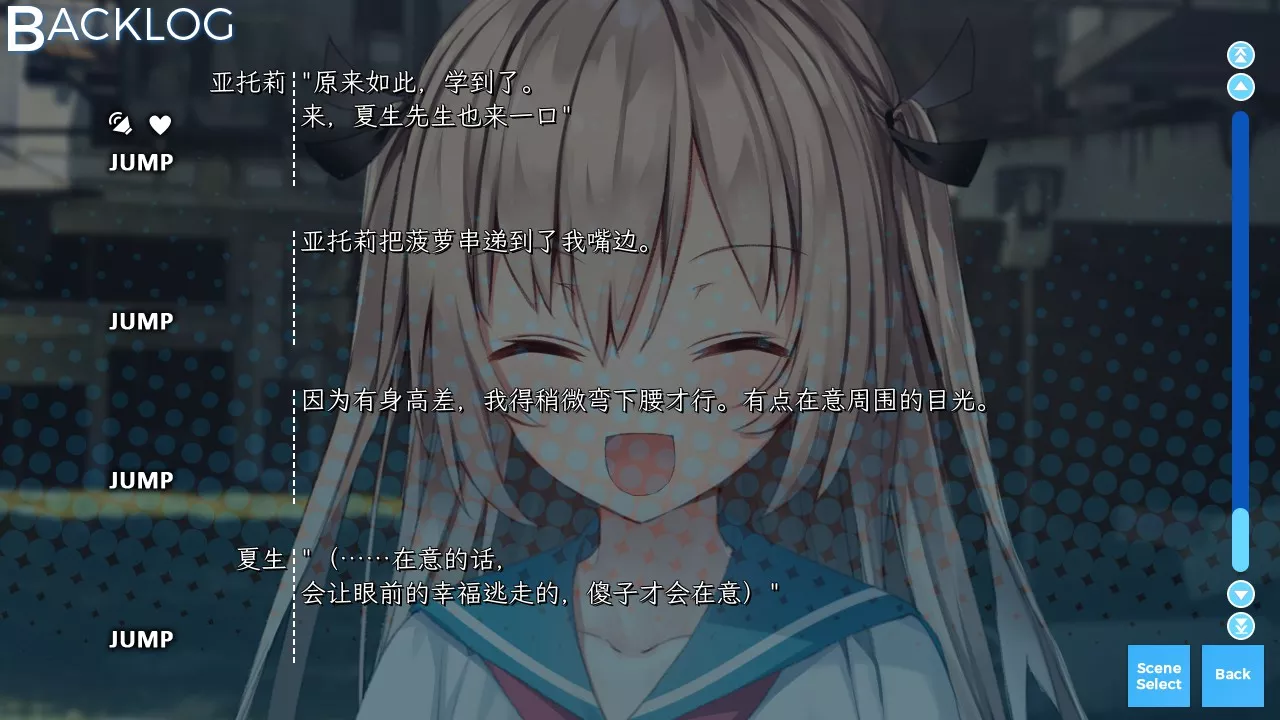 BACKLOG
亚托莉
"原来如此，学到了。
来，夏生先生也来一口"
JUMP
亚托莉把菠萝串递到了我嘴边。
JUMP
因为有身高差，我得稍微弯下腰才行。有点在意周围的目光。
JUMP
夏生
"（……在意的话，
会让眼前的幸福逃走的，傻子才会在意）"
JUMP
Scene
Select
Back